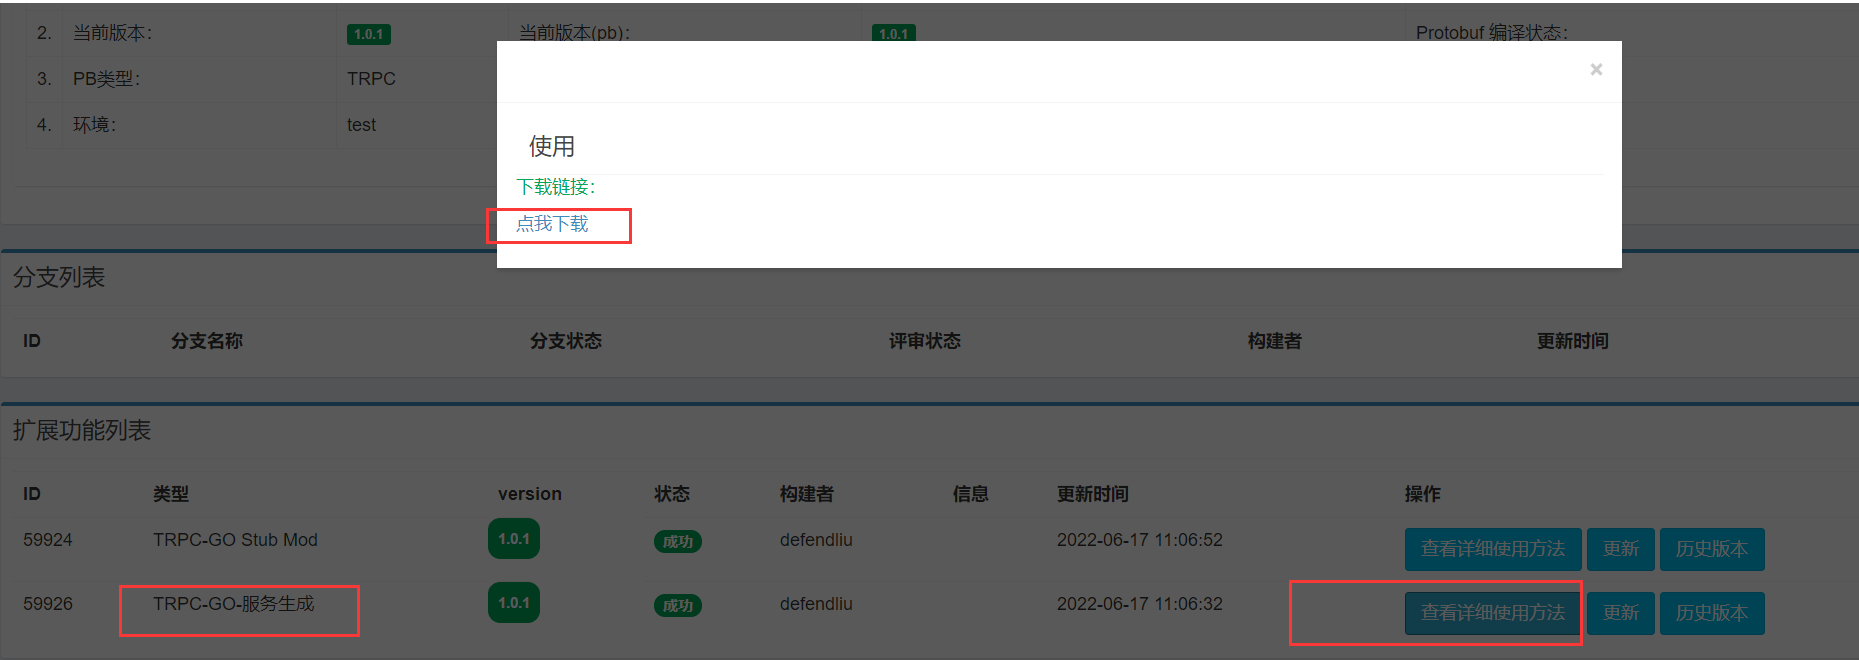 2. 当前版本： 1.0.1 当前版本(pb)： 1.0.1 Protobuf 编译状态：
3. PB类型： TRPC
4. 环境： test
×
使用
下载链接：
点我下载
分支列表
ID 分支名称 分支状态 评审状态 构建者 更新时间
扩展功能列表
ID 类型 version 状态 构建者 信息 更新时间 操作
59924 TRPC-GO Stub Mod 1.0.1 成功 defendliu 2022-06-17 11:06:52 查看详细使用方法 更新 历史版本
59926 TRPC-GO-服务生成 1.0.1 成功 defendliu 2022-06-17 11:06:32 查看详细使用方法 更新 历史版本